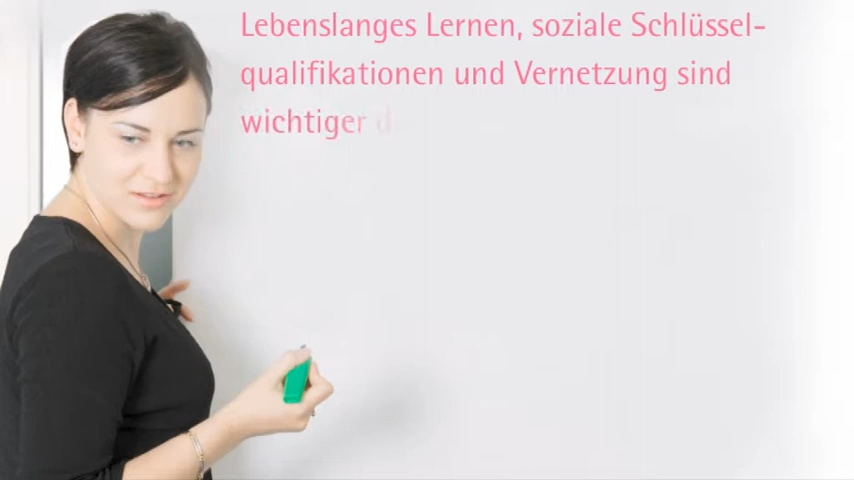 Lebenslanges Lernen, soziale Schlüssel-
qualifikationen und Vernetzung sind
wichtiger d